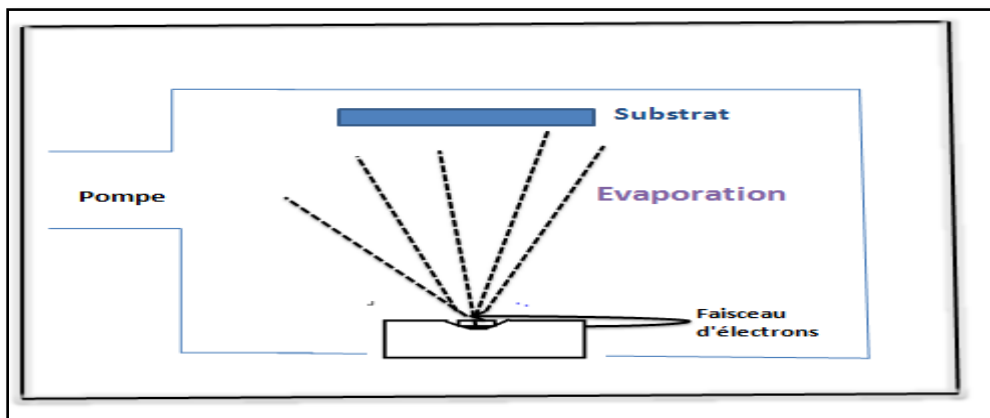 Substrat
Pompe
Evaporation
Faisceau
d'électrons